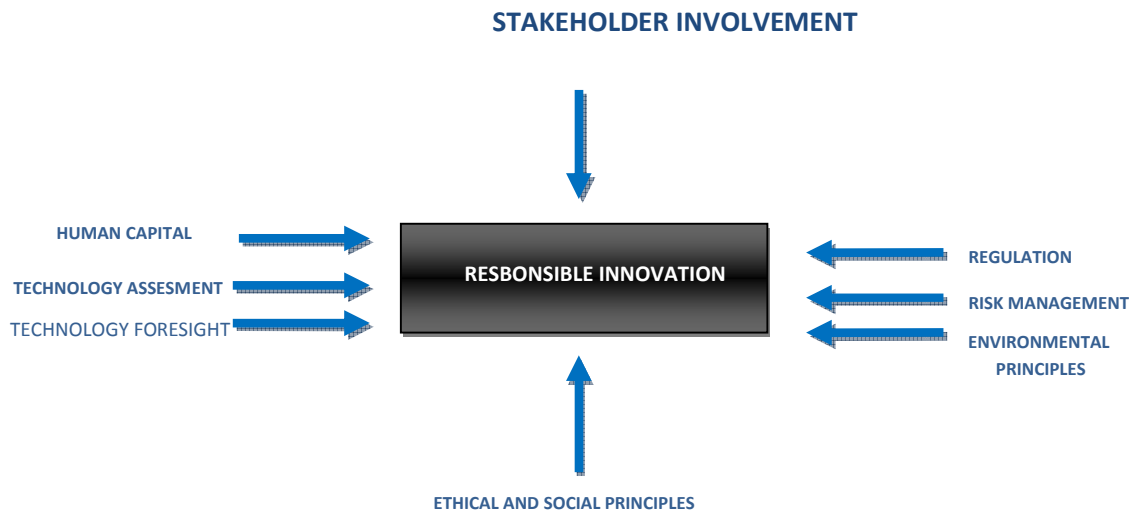 STAKEHOLDER INVOLVEMENT
HUMAN CAPITAL
TECHNOLOGY ASSESMENT
TECHNOLOGY FORESIGHT
RESBONSIBLE INNOVATION
REGULATION
RISK MANAGEMENT
ENVIRONMENTAL
PRINCIPLES
ETHICAL AND SOCIAL PRINCIPLES